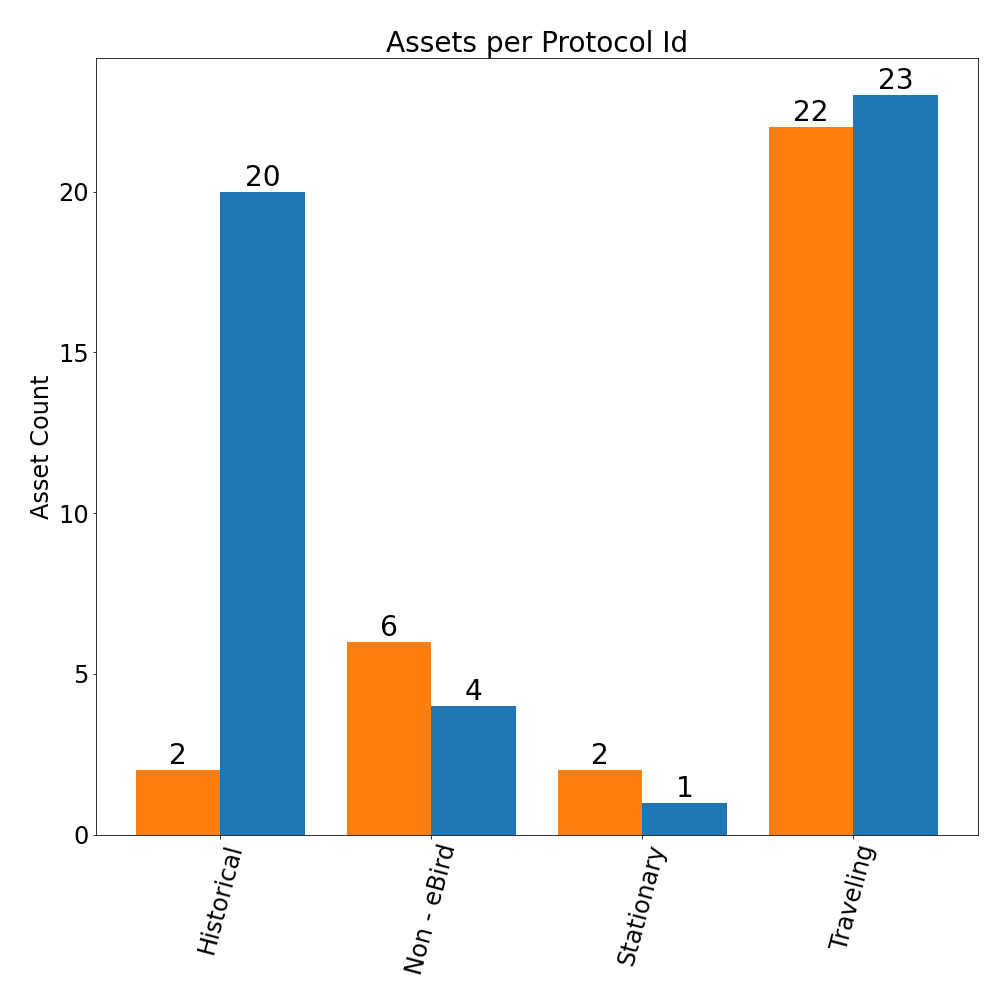 Assets per Protocol Id
23
22
20
20
15
Asset Count
10
6
5
4
2
2
1
0
Historical
Non - eBird
Stationary
Traveling